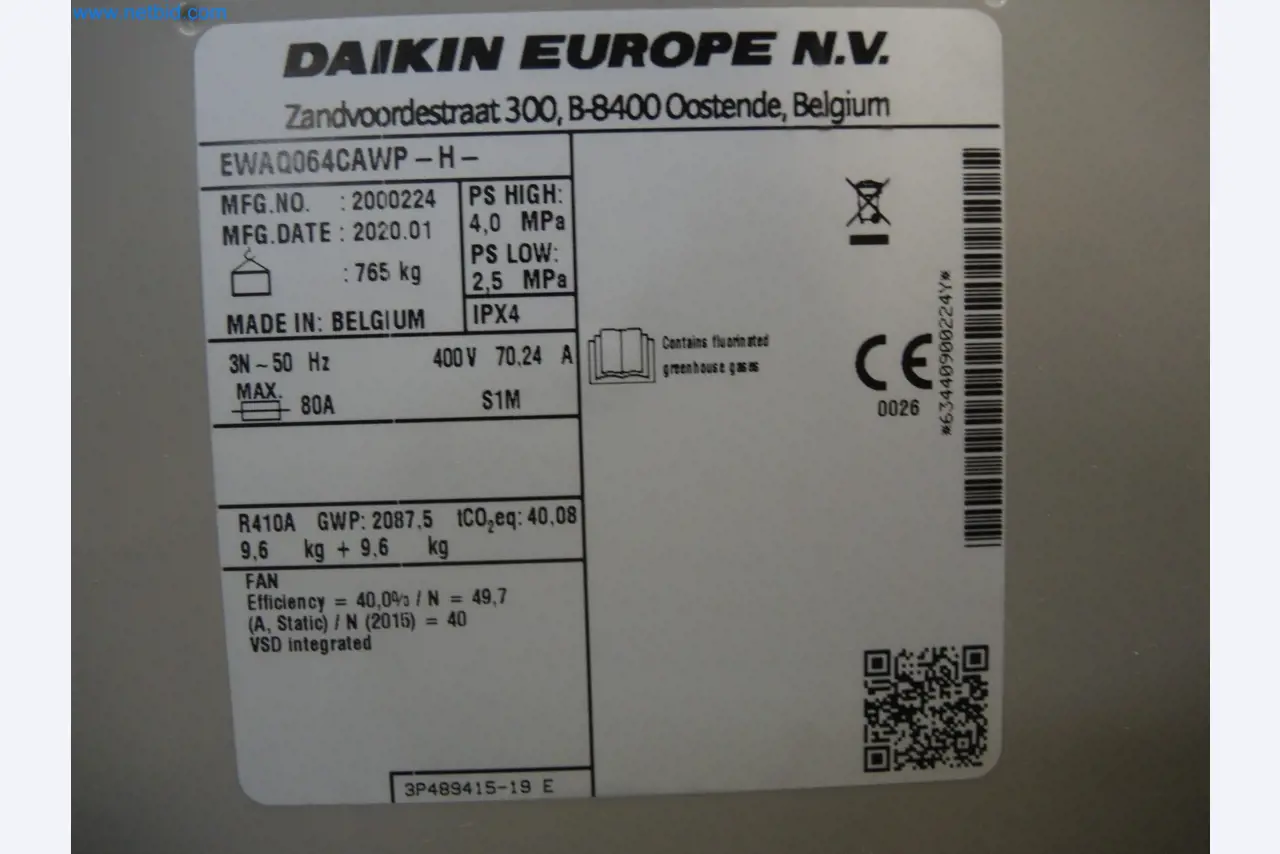 www.netbid.com
DAIKIN EUROPE N.V.
Zandvoordestraat 300, B-8400 Oostende, Belgium
EWAQ064CAWP -H-
MFG.NO. : 2000224
MFG.DATE : 2020.01
: 765 kg
MADE IN: BELGIUM
PS HIGH:
4,0 MPa
PS LOW:
2,5 MPa
IPX4
3N~50 Hz 400V 70.24 A
MAX. 80A S1M
R410A GWP: 2087,5 tCO₂eq: 40,08
9,6 kg + 9,6 kg
FAN
Efficiency = 40,0% / N = 49,7
(A, Static) / N (2015) = 40
VSD integrated
3P489415-19 E
Contains fluorinated
greenhouse gases
CE
0026
*63440900224Y*